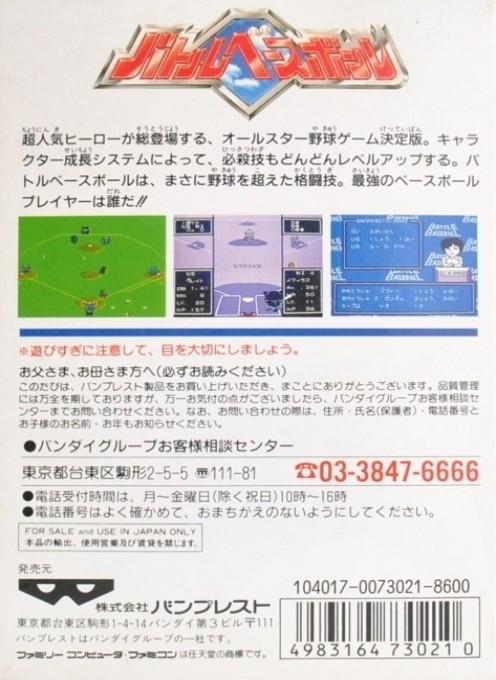 バトルベースボール
超人気ヒーローが総登場する、オールスター野球ゲーム決定版。キャラ
クター成長システムによって、必殺技もどんどんレベルアップする。バ
トルベースボールは、まさに野球を超えた格闘技。最強のベースボール
プレイヤーは誰だ!!
※遊びすぎに注意して、目を大切にしましょう。
お父さま、お母さま方へ(必ずお読みください)
このたびは、バンプレスト製品をお買い上げいただき、まことにありがとうございます。品質管理
には万全を期しておりますが、万一お気付の点がございましたら、バンダイグループお客様相談セ
ンターまでお問い合わせください。なお、お問い合わせの際は、住所・氏名(保護者)・電話番号と
お子様のお名前・お年もお知らせください。
●バンダイグループお客様相談センター
東京都台東区駒形2-5-5 〒111-81 ☎03-3847-6666
●電話受付時間は、月〜金曜日(除く祝日)10時〜16時
●電話番号はよく確かめて、おまちがえのないようにしてください。
FOR SALE and USE IN JAPAN ONLY
本品の輸出、使用営業及び賃貸を禁じます。
発売元
株式会社 バンプレスト
東京都台東区駒形1-4-14バンダイ第3ビル〒111
バンプレストはバンダイグループの一社です。
ファミリー コンピュータ・ファミコンは任天堂の商標です。
104017-0073021-8600
4983164730210